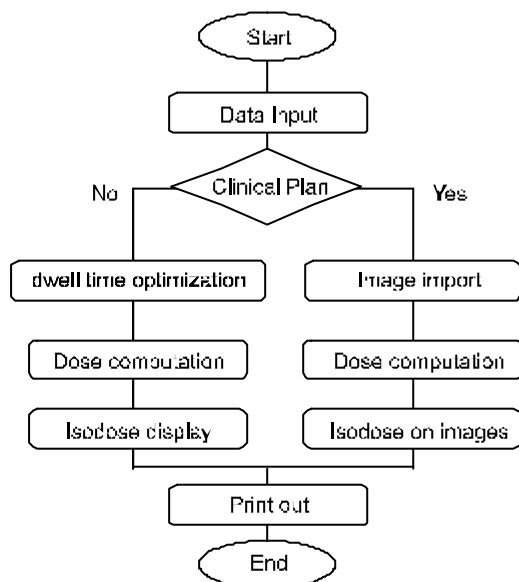 Start
Data Input
Clinical Plan
No
Yes
dwell time optimization
Image import
Dose computation
Dose computation
Isodose display
Isodose on images
Print out
End